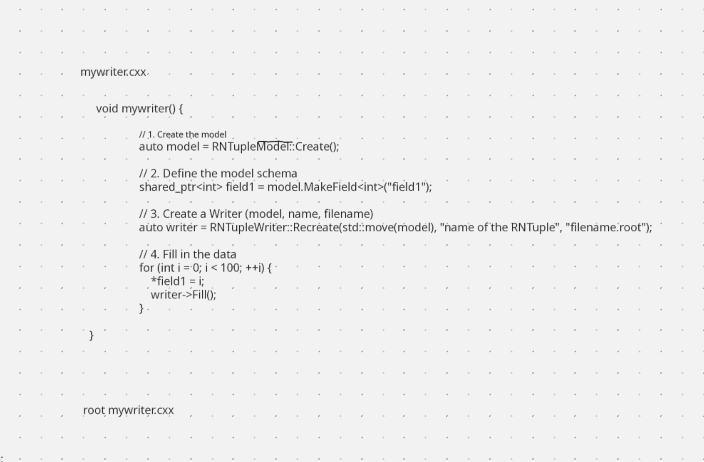 mywriter.cxx
void mywriter() {
// 1. Create the model
auto model = RNTupleModel::Create();
// 2. Define the model schema
shared_ptr<int> field1 = model.MakeField<int>("field1");
// 3. Create a Writer (model, name, filename)
auto writer = RNTupleWriter::Recreate(std::move(model), "name of the RNTuple", "filename.root");
// 4. Fill in the data
for (int i = 0; i < 100; ++i) {
*field1 = i;
writer->Fill();
}
}
root mywriter.cxx